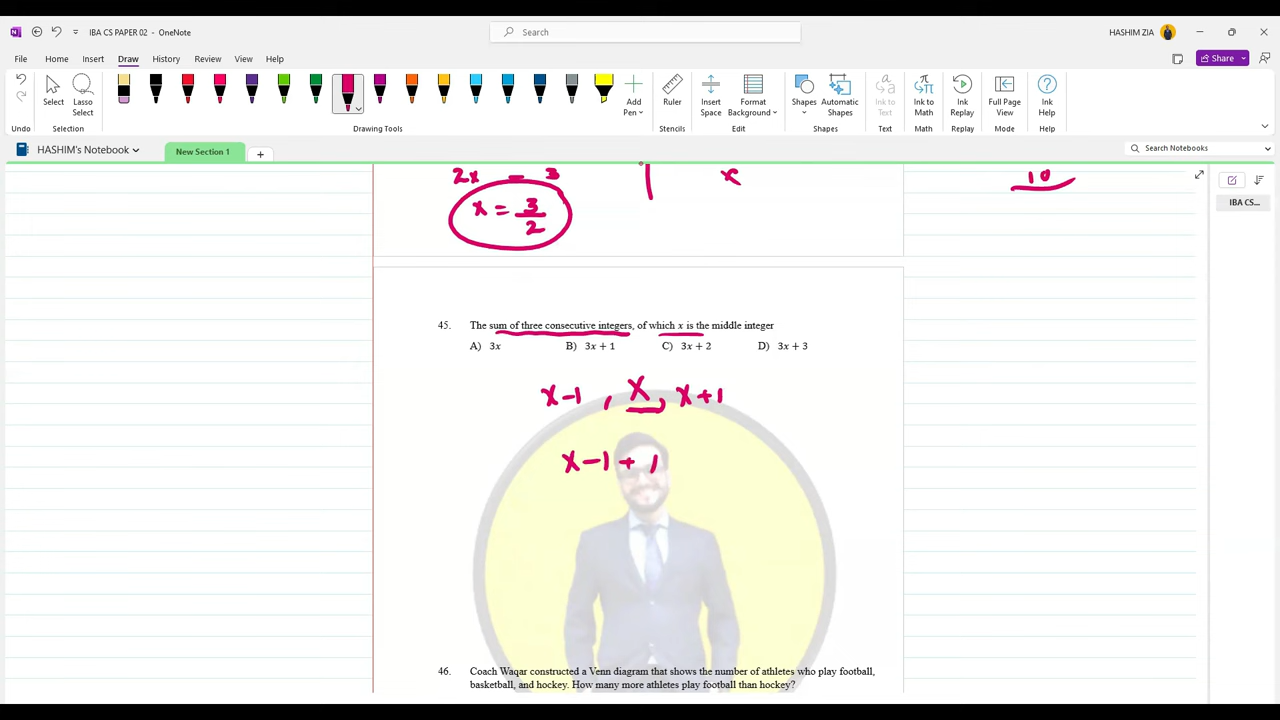 IBA CS PAPER 02 - OneNote
Search
HASHIM ZIA
File Home Insert Draw History Review View Help
Share
Undo
Select
Lasso Select
Selection
Drawing Tools
Add Pen
Ruler
Stencils
Insert Space
Format Background
Edit
Shapes
Automatic Shapes
Shapes
Ink to Text
Text
Ink to Math
Math
Ink Replay
Replay
Full Page View
Mode
Ink Help
Help
HASHIM's Notebook
New Section 1
Search Notebooks
IBA CS...
2x = 3
x
10
x = 3/2
45. The sum of three consecutive integers, of which x is the middle integer
A) 3x B) 3x + 1 C) 3x + 2 D) 3x + 3
x-1 , x , x+1
x-1+
46. Coach Waqar constructed a Venn diagram that shows the number of athletes who play football,
basketball, and hockey. How many more athletes play football than hockey?